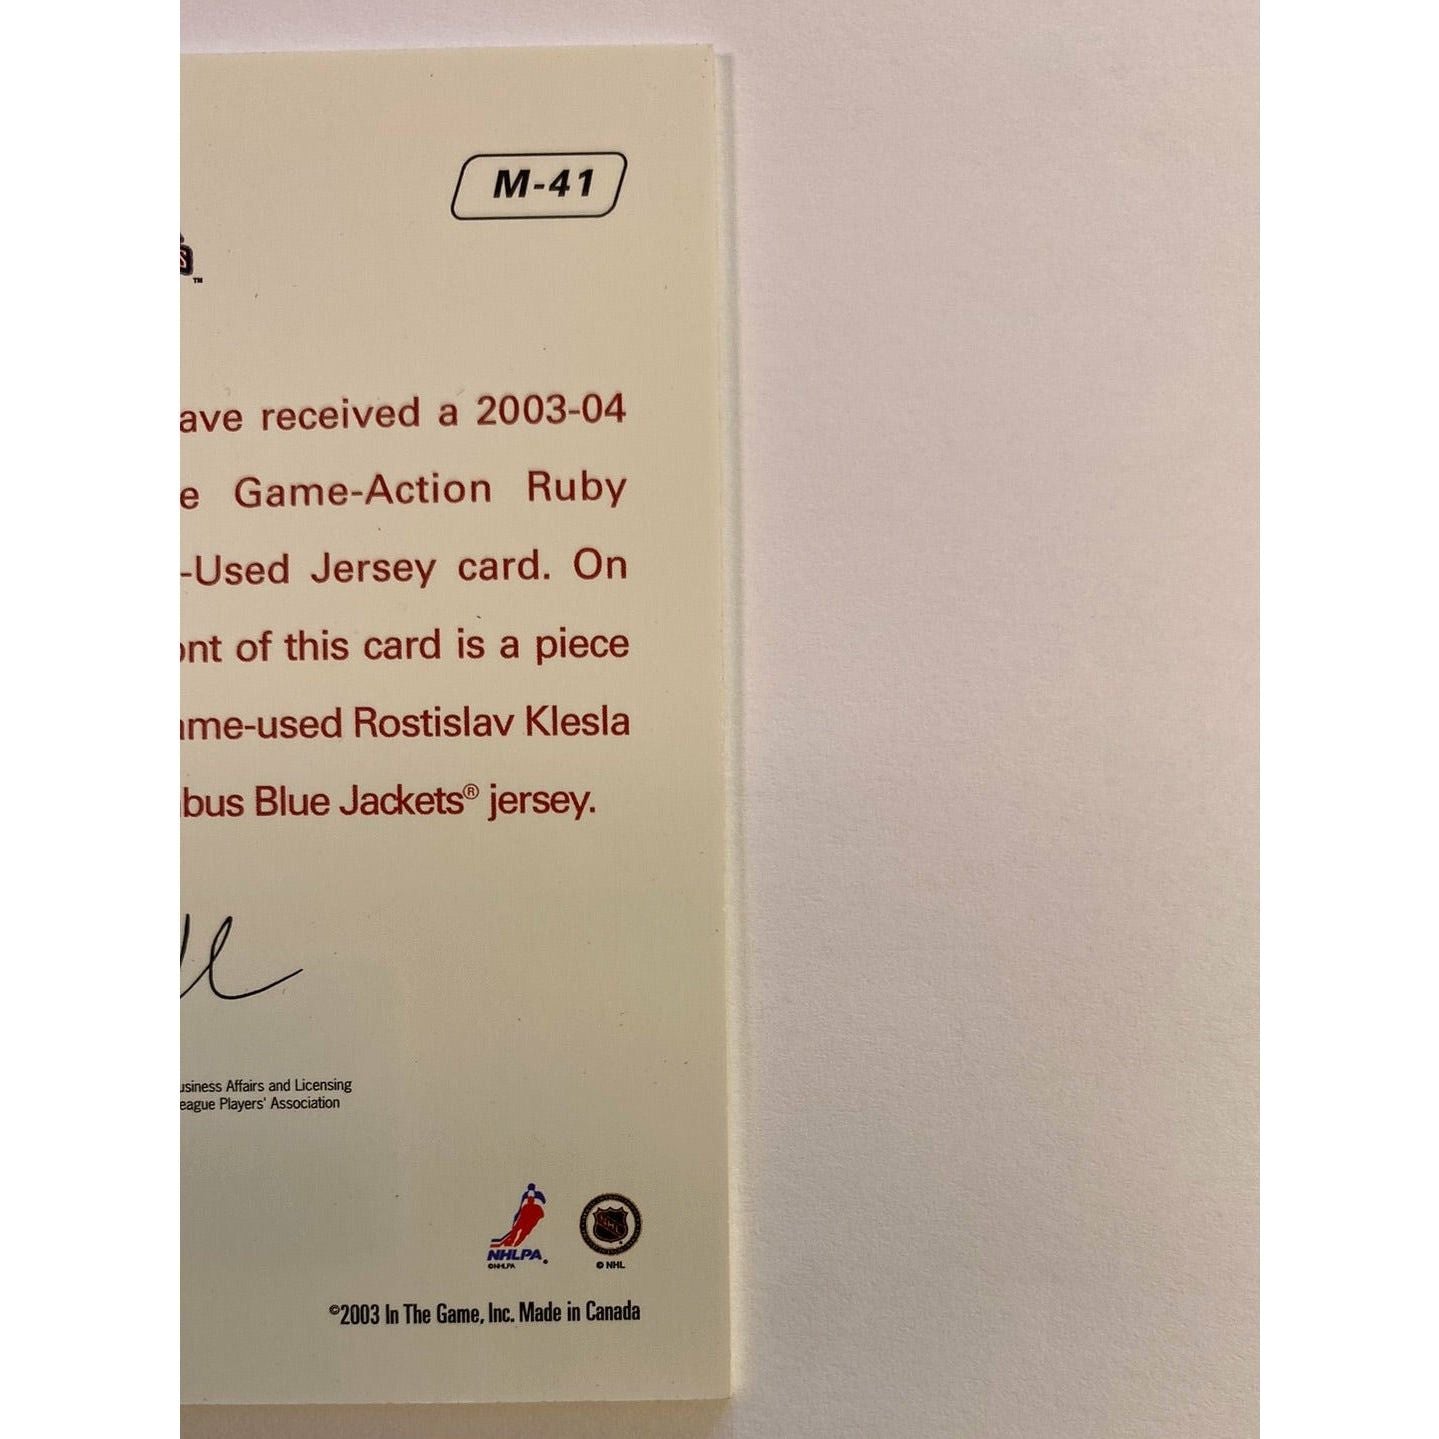 M-41
TM
ave received a 2003-04
e Game-Action Ruby
-Used Jersey card. On
ont of this card is a piece
ame-used Rostislav Klesla
bus Blue Jackets® jersey.
usiness Affairs and Licensing
eague Players' Association
NHLPA.
©NHLPA
NHL
© NHL
©2003 In The Game, Inc. Made in Canada